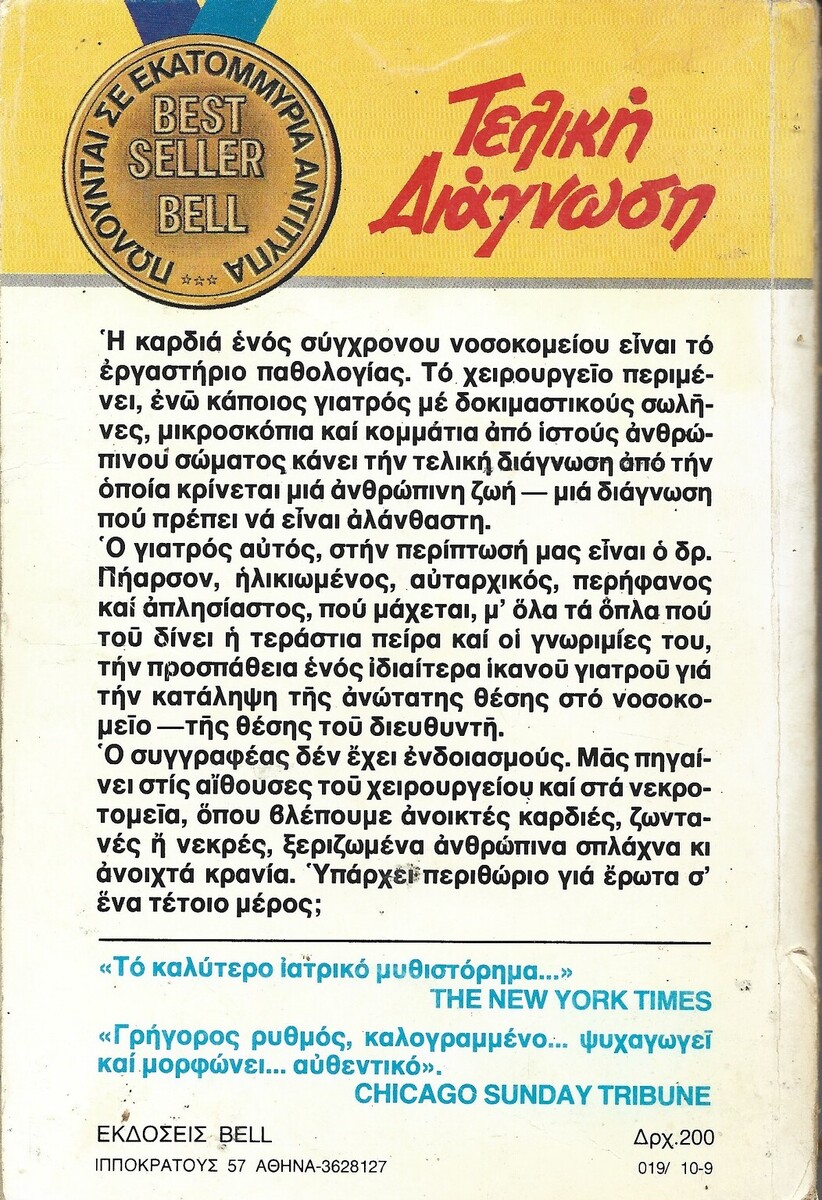 ΠΩΛΟΥΝΤΑΙ ΣΕ ΕΚΑΤΟΜΜΥΡΙΑ ΑΝΤΙΤΥΠΑ
BEST
SELLER
BELL
Τελική
Διάγνωση
Ἡ καρδιά ἑνός σύγχρονου νοσοκομείου εἶναι τό
ἐργαστήριο παθολογίας. Τό χειρουργεῖο περιμέ-
νει, ἐνῶ κάποιος γιατρός μέ δοκιμαστικούς σωλῆ-
νες, μικροσκόπια καί κομμάτια ἀπό ἱστούς ἀνθρώ-
πινου σώματος κάνει τήν τελική διάγνωση ἀπό τήν
ὁποία κρίνεται μιά ἀνθρώπινη ζωή — μιά διάγνωση
πού πρέπει νά εἶναι ἀλάνθαστη.
Ὁ γιατρός αὐτός, στήν περίπτωσή μας εἶναι ὁ δρ.
Πήαρσον, ἡλικιωμένος, αὐταρχικός, περήφανος
καί ἀπλησίαστος, πού μάχεται, μ' ὅλα τά ὅπλα πού
τοῦ δίνει ἡ τεράστια πείρα καί οἱ γνωριμίες του,
τήν προσπάθεια ἑνός ἰδιαίτερα ἱκανοῦ γιατροῦ γιά
τήν κατάληψη τῆς ἀνώτατης θέσης στό νοσοκο-
μεῖο —τῆς θέσης τοῦ διευθυντῆ.
Ὁ συγγραφέας δέν ἔχει ἐνδοιασμούς. Μᾶς πηγαί-
νει στίς αἴθουσες τοῦ χειρουργείου καί στά νεκρο-
τομεῖα, ὅπου βλέπουμε ἀνοικτές καρδιές, ζωντα-
νές ἤ νεκρές, ξεριζωμένα ἀνθρώπινα σπλάχνα κι
ἀνοιχτά κρανία. Ὑπάρχει περιθώριο γιά ἔρωτα σ'
ἕνα τέτοιο μέρος;
«Τό καλύτερο ἰατρικό μυθιστόρημα...»
THE NEW YORK TIMES
«Γρήγορος ρυθμός, καλογραμμένο... ψυχαγωγεῖ
καί μορφώνει... αὐθεντικό».
CHICAGO SUNDAY TRIBUNE
ΕΚΔΟΣΕΙΣ BELL
Δρχ.200
ΙΠΠΟΚΡΑΤΟΥΣ 57 ΑΘΗΝΑ-3628127
019/ 10-9